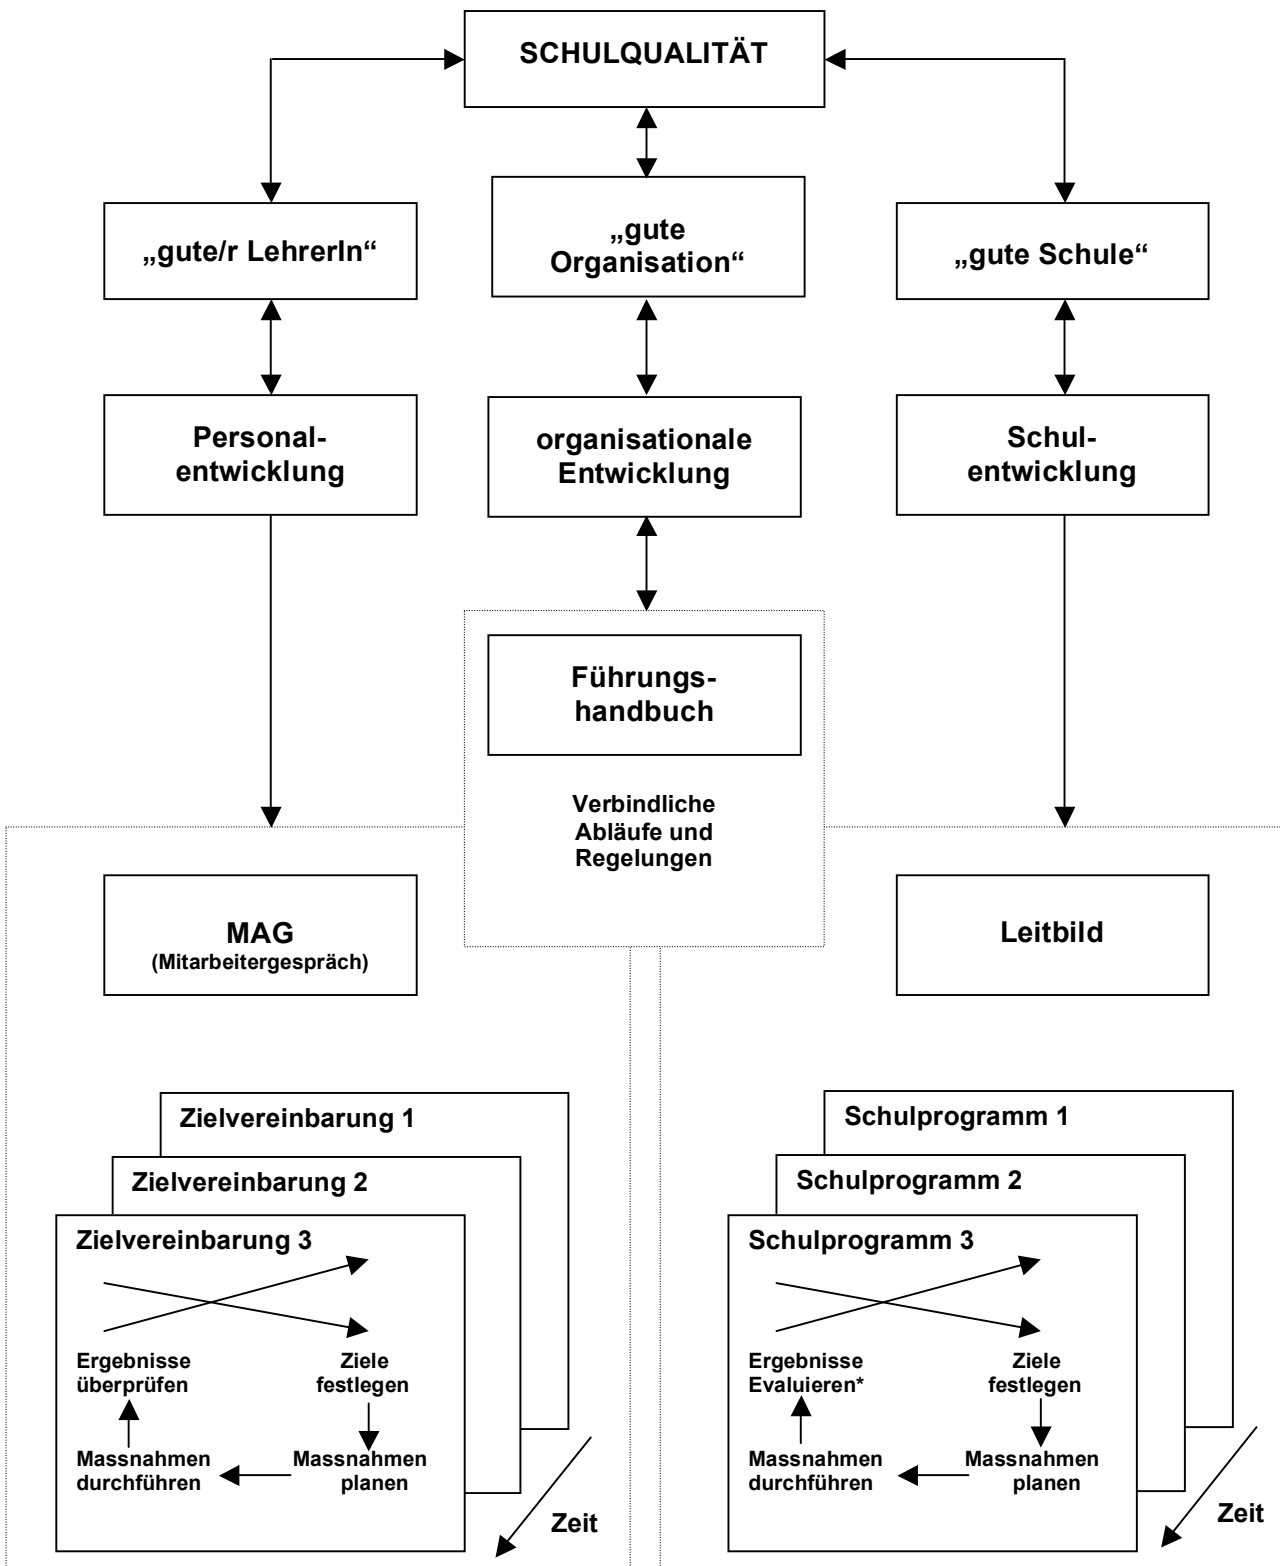 SCHULQUALITÄT
„gute/r LehrerIn“
„gute
Organisation“
„gute Schule“
Personal-
entwicklung
organisationale
Entwicklung
Schul-
entwicklung
Führungs-
handbuch
Verbindliche
Abläufe und
Regelungen
MAG
(Mitarbeitergespräch)
Leitbild
Zielvereinbarung 1
Zielvereinbarung 2
Zielvereinbarung 3
Ergebnisse
überprüfen
Ziele
festlegen
Massnahmen
durchführen
Massnahmen
planen
Zeit
Schulprogramm 1
Schulprogramm 2
Schulprogramm 3
Ergebnisse
Evaluieren*
Ziele
festlegen
Massnahmen
durchführen
Massnahmen
planen
Zeit